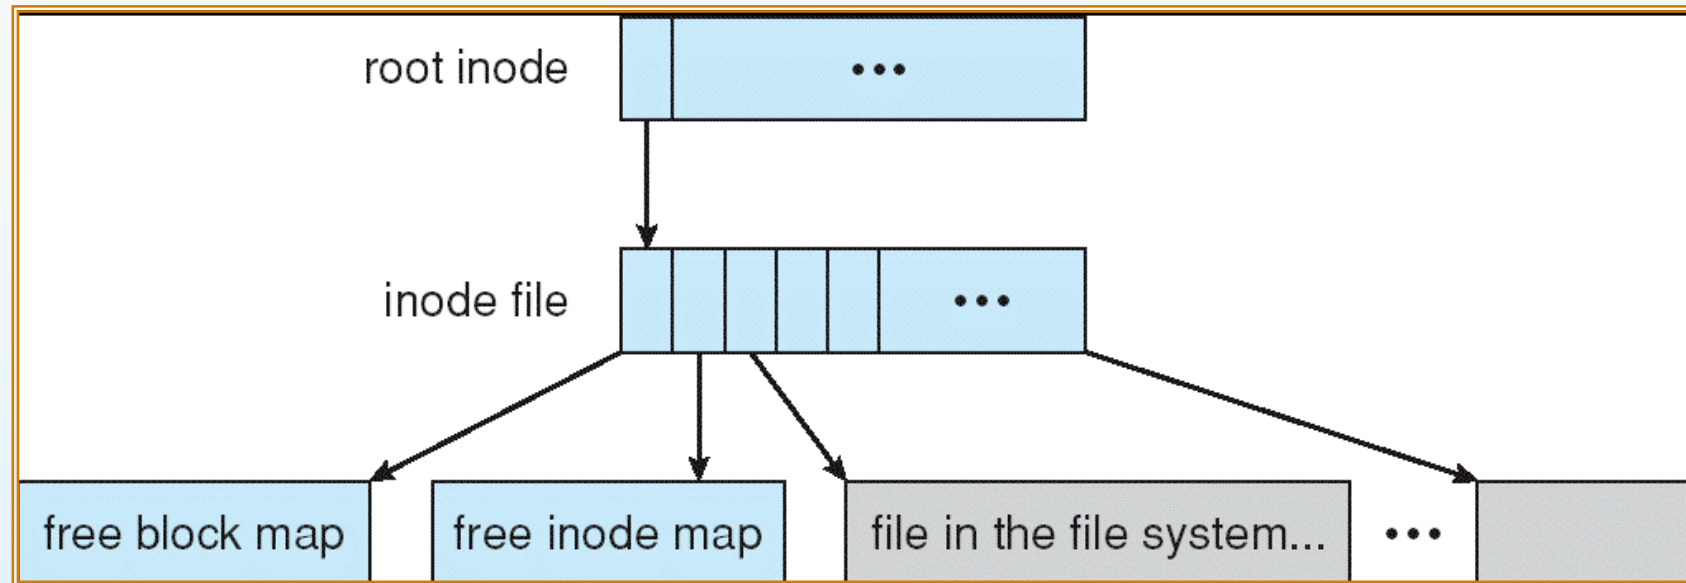 root inode
•••
inode file
•••
free block map
free inode map
file in the file system...
•••